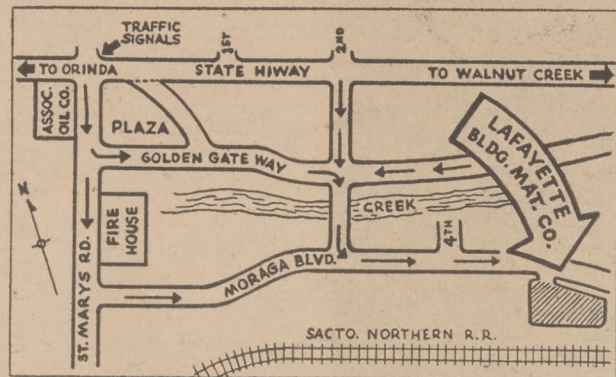 TRAFFIC
SIGNALS
1ST
2ND
TO ORINDA
STATE HIWAY
TO WALNUT CREEK
ASSOC.
OIL CO.
PLAZA
LAFAYETTE
BLDG. MAT. CO.
GOLDEN GATE WAY
N
CREEK
FIRE
HOUSE
4TH
ST. MARYS RD.
MORAGA BLVD.
SACTO. NORTHERN R.R.